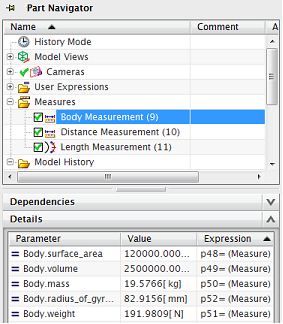 Part Navigator
Name Comment A
History Mode
Model Views
Cameras
User Expressions
Measures
Body Measurement (9)
Distance Measurement (10)
Length Measurement (11)
Model History
Dependencies
Details
Parameter Value Expression
Body.surface_area 120000.000... p48= (Measure)
Body.volume 2500000.00... p49= (Measure)
Body.mass 19.5766[ kg] p50= (Measure)
Body.radius_of_gyr... 82.9156[ mm] p52= (Measure)
Body.weight 191.9809[ N] p51= (Measure)